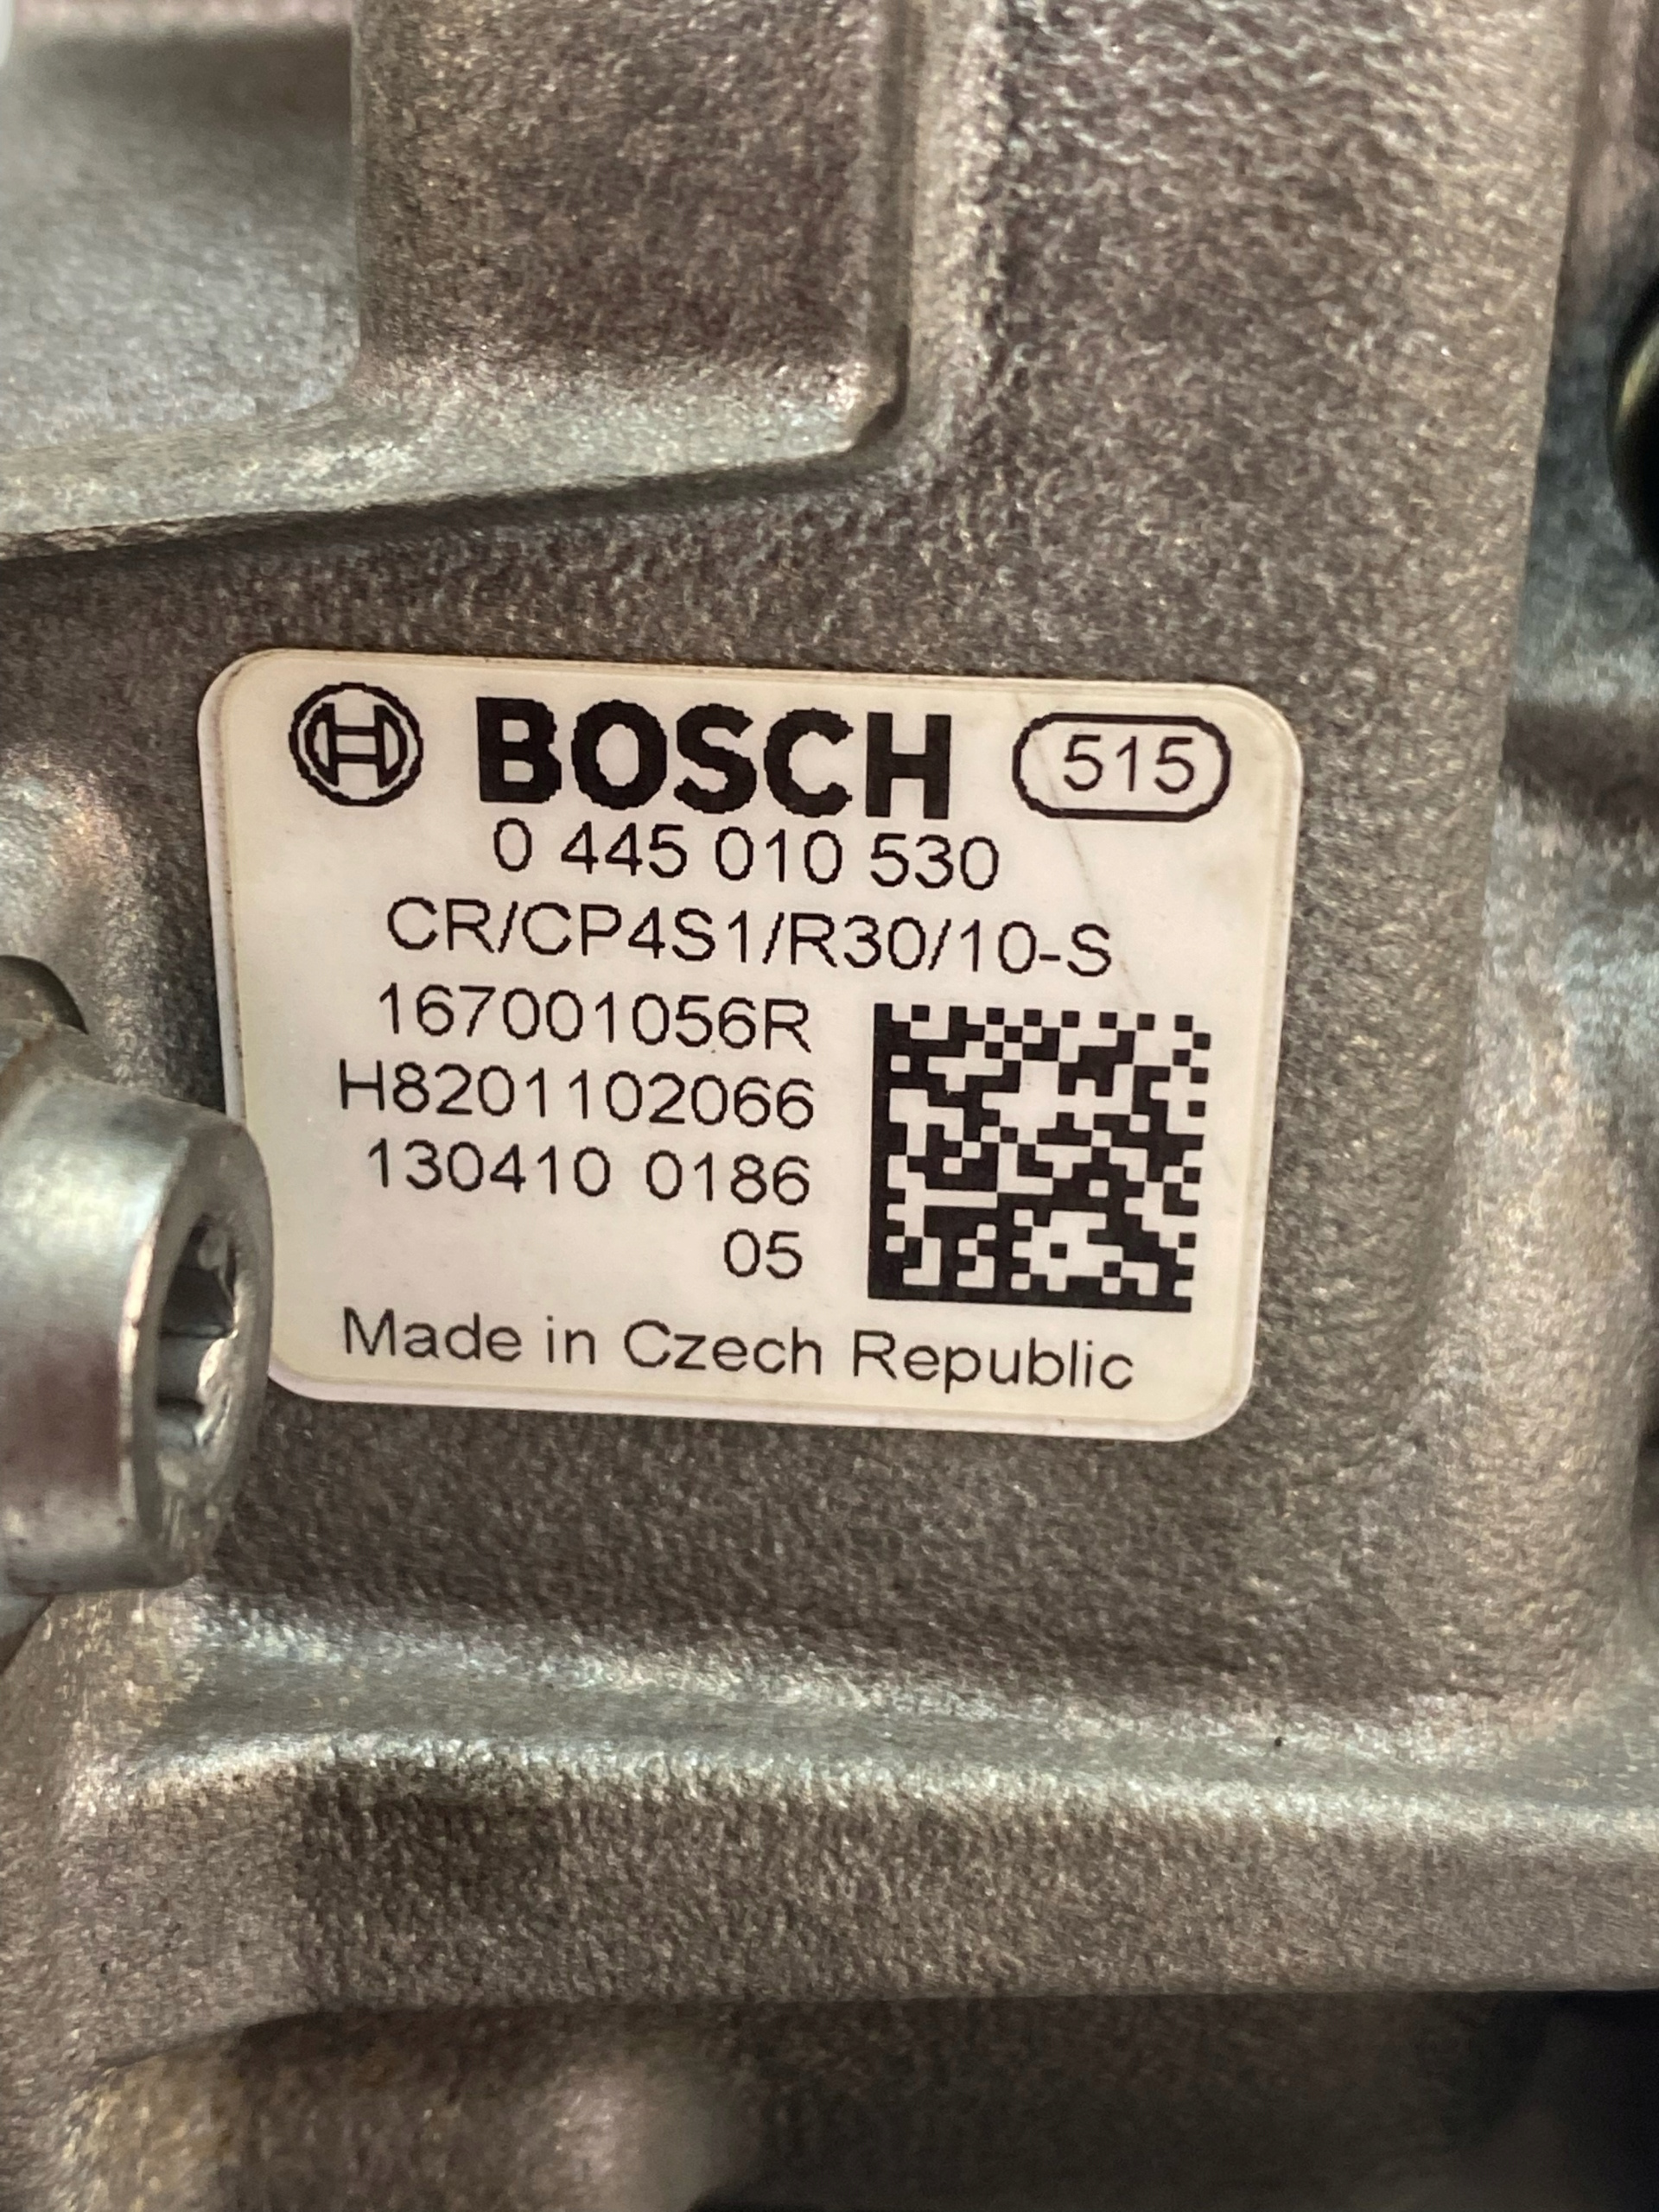 BOSCH 515
0 445 010 530
CR/CP4S1/R30/10-S
167001056R
H8201102066
130410 0186
05
Made in Czech Republic